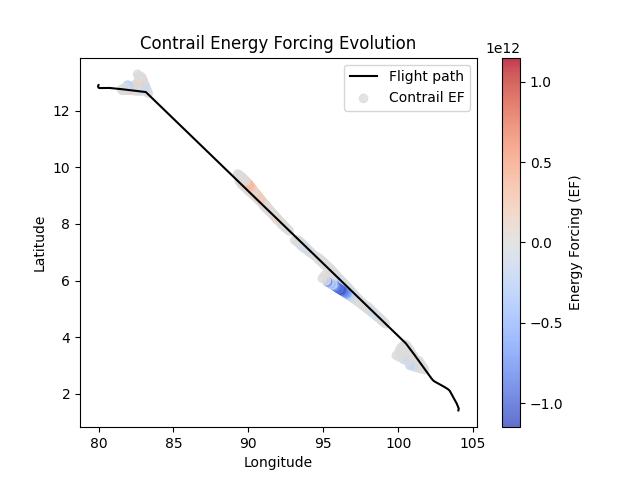 Contrail Energy Forcing Evolution
1e12
Flight path
Contrail EF
12
10
8
6
4
2
Latitude
80
85
90
95
100
105
Longitude
1.0
0.5
0.0
−0.5
−1.0
Energy Forcing (EF)